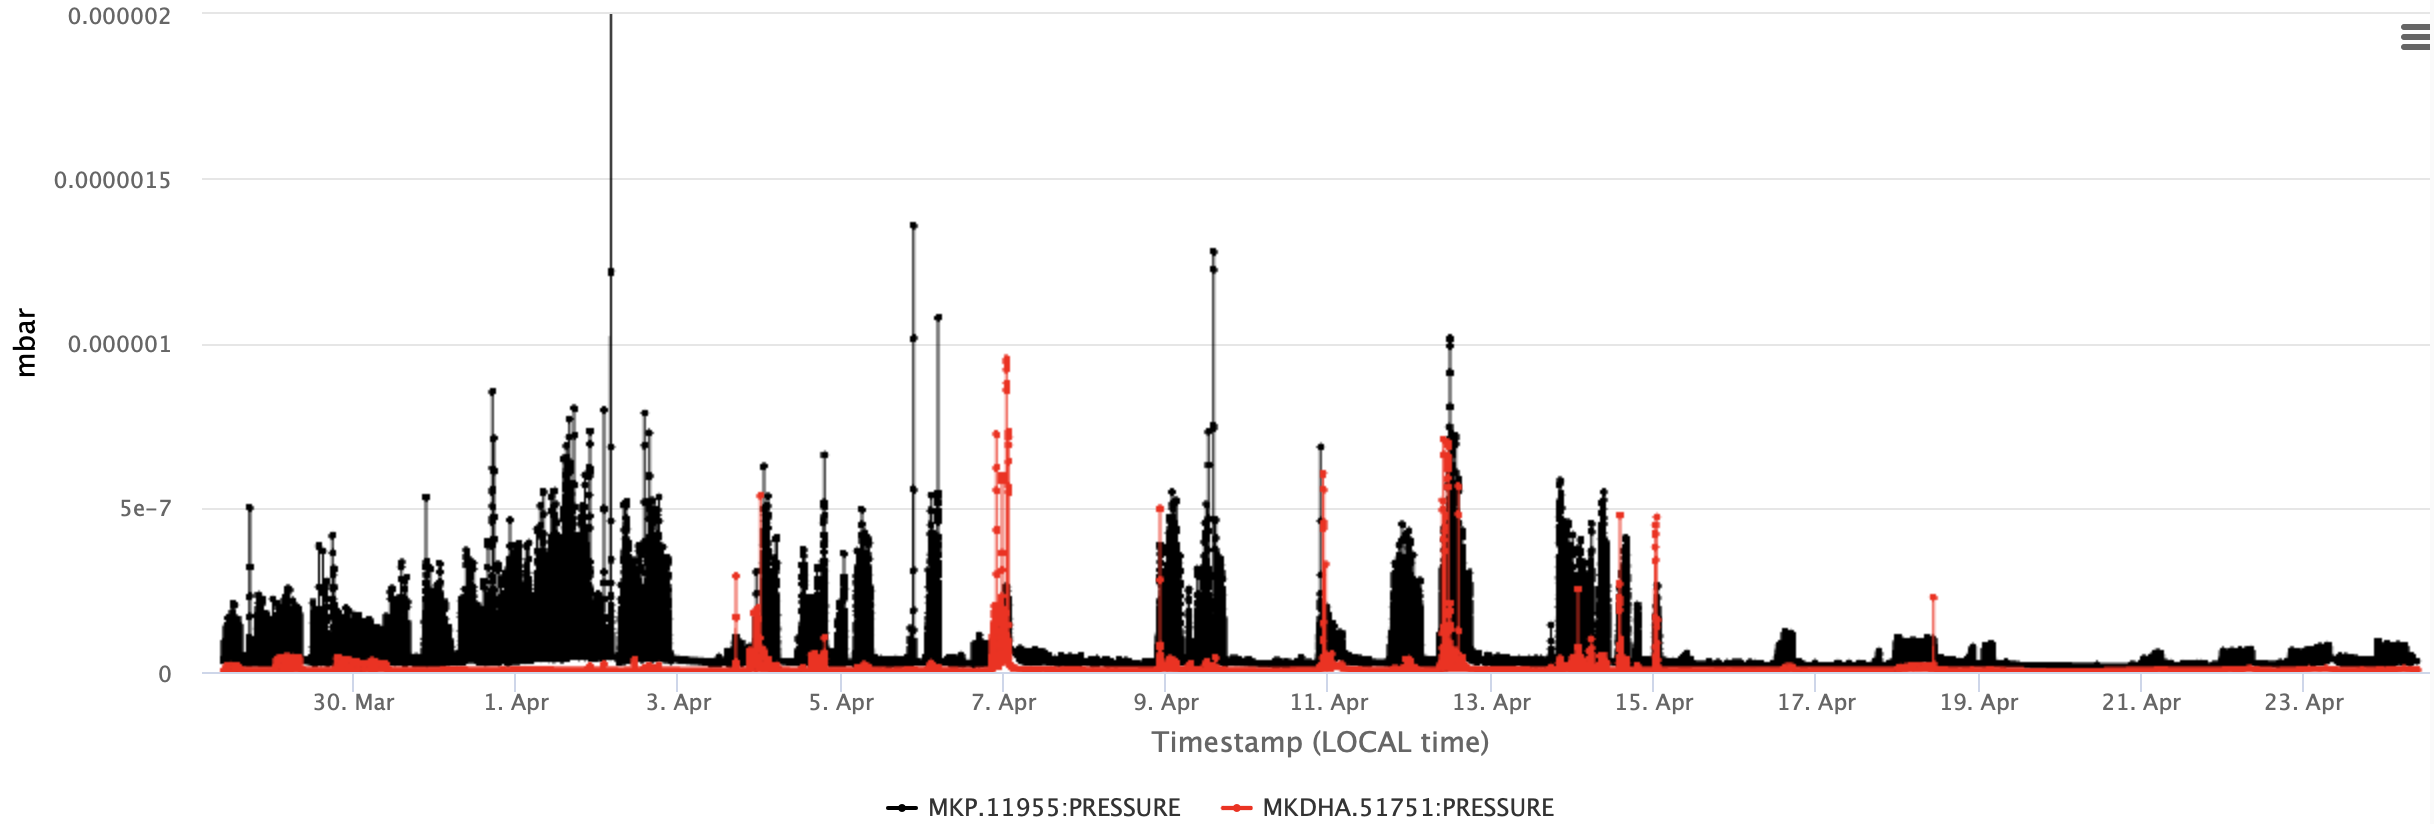 0.000002
0.0000015
0.000001
5e-7
0
mbar
30. Mar 1. Apr 3. Apr 5. Apr 7. Apr 9. Apr 11. Apr 13. Apr 15. Apr 17. Apr 19. Apr 21. Apr 23. Apr
Timestamp (LOCAL time)
MKP.11955:PRESSURE MKDHA.51751:PRESSURE